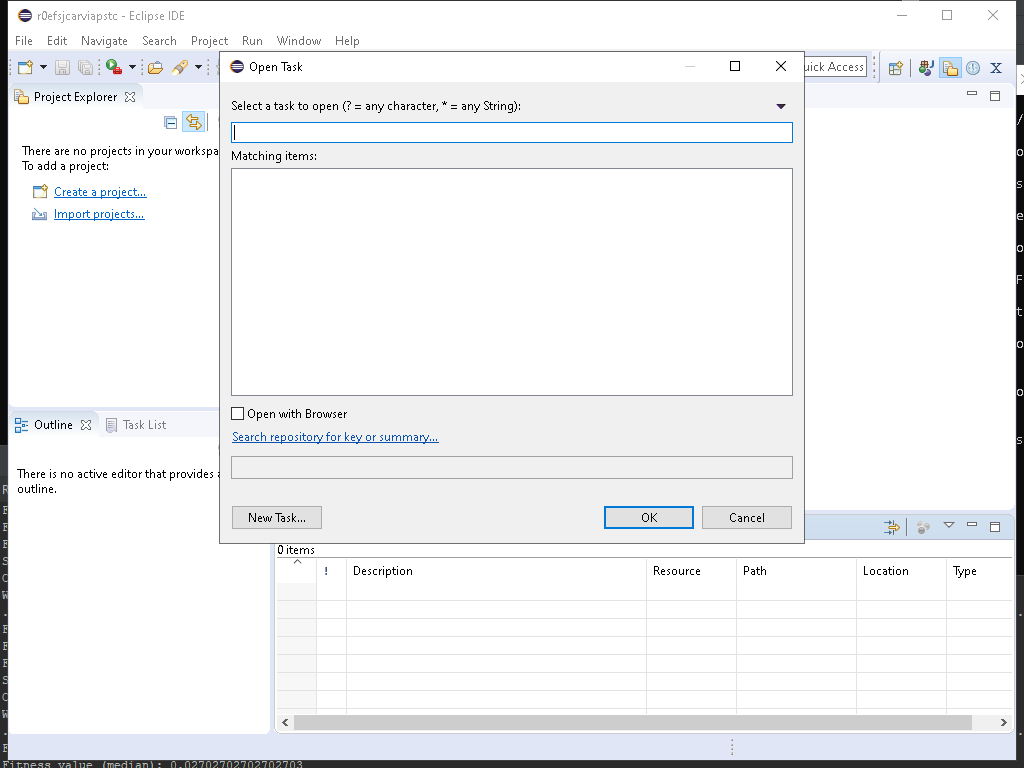 r0efsjcarviapstc - Eclipse IDE
File Edit Navigate Search Project Run Window Help
Open Task
Quick Access
Project Explorer
Select a task to open (? = any character, * = any String):
Matching items:
There are no projects in your workspa
To add a project:
Create a project...
Import projects...
Open with Browser
Outline
Task List
Search repository for key or summary...
There is no active editor that provides a
outline.
New Task...
OK
Cancel
0 items
! Description Resource Path Location Type
Fitness value (median): 0.02702702702702703